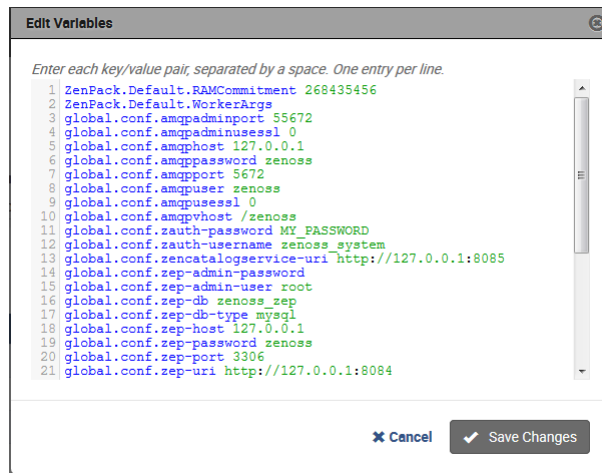 Edit Variables
Enter each key/value pair, separated by a space. One entry per line.
1 ZenPack.Default.RAMCommitment 268435456
2 ZenPack.Default.WorkerArgs
3 global.conf.amqpadminport 55672
4 global.conf.amqpadminusessl 0
5 global.conf.amqphost 127.0.0.1
6 global.conf.amqppassword zenoss
7 global.conf.amqpport 5672
8 global.conf.amqpuser zenoss
9 global.conf.amqpusessl 0
10 global.conf.amqpvhost /zenoss
11 global.conf.zauth-password MY_PASSWORD
12 global.conf.zauth-username zenoss_system
13 global.conf.zencatalogservice-uri http://127.0.0.1:8085
14 global.conf.zep-admin-password
15 global.conf.zep-admin-user root
16 global.conf.zep-db zenoss_zep
17 global.conf.zep-db-type mysql
18 global.conf.zep-host 127.0.0.1
19 global.conf.zep-password zenoss
20 global.conf.zep-port 3306
21 global.conf.zep-uri http://127.0.0.1:8084
Cancel Save Changes